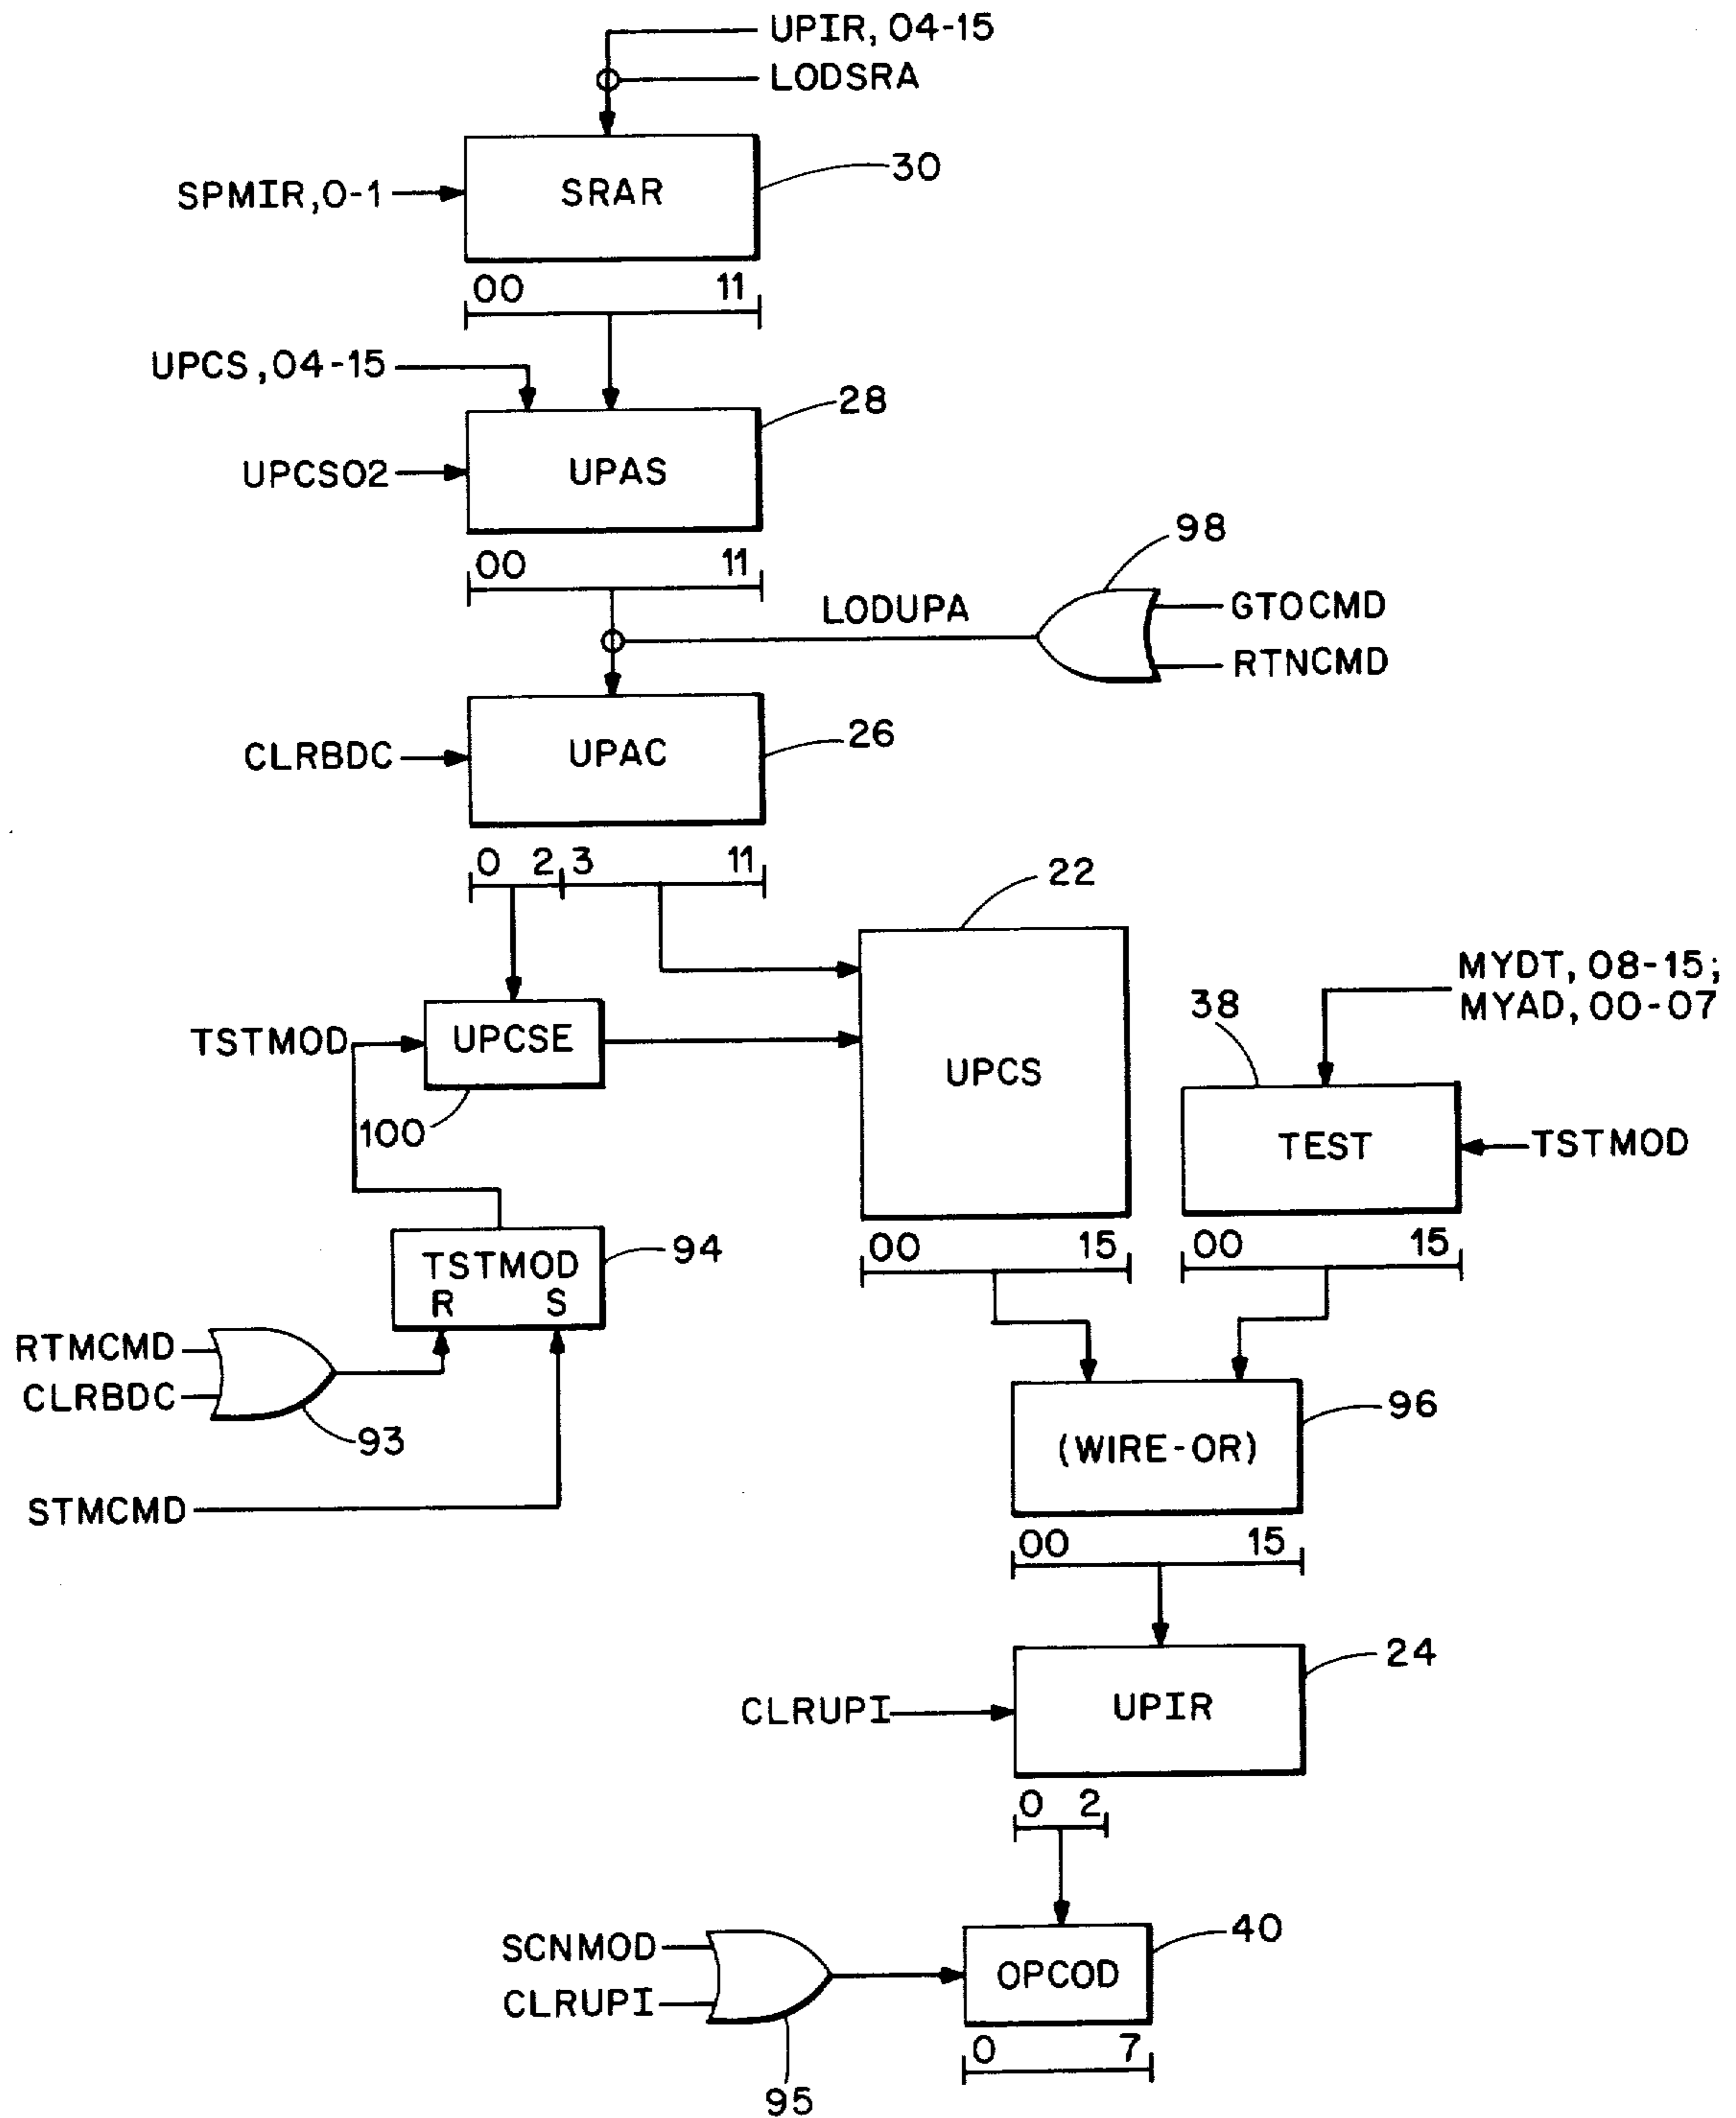 UPIR, 04-15
LODSRA
30
SPMIR, 0-1
SRAR
00 11
UPCS, 04-15
28
UPCS02
UPAS
00 11
98
LODUPA
GTOCMD
RTNCMD
26
CLRBDC
UPAC
0 2 3 11
22
MYDT, 08-15;
MYAD, 00-07
38
TSTMOD
UPCSE
UPCS
100
TEST
TSTMOD
00 15
00 15
94
TSTMOD
R S
RTMCMD
CLRBDC
93
96
(WIRE-OR)
STMCMD
00 15
24
CLRUPI
UPIR
0 2
40
SCNMOD
CLRUPI
OPCOD
0 7
95